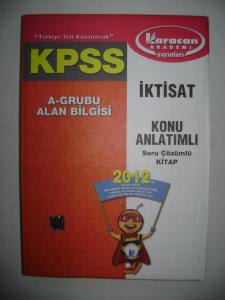 "Türkiye Sizi Kazanacak"
Karacan
AKADEMİ
yayınları
KPSS
A-GRUBU
ALAN BİLGİSİ
İKTİSAT
KONU
ANLATIMLI
Soru Çözümlü
KİTAP
2012